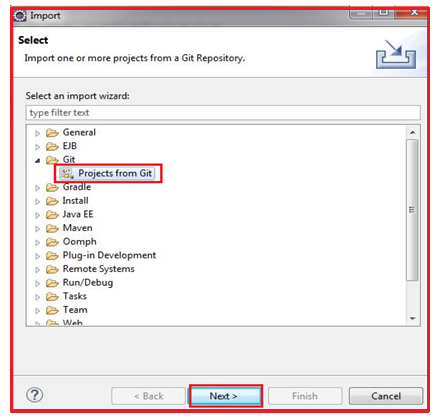 Import
Select
Import one or more projects from a Git Repository.
Select an import wizard:
type filter text
General
EJB
Git
Projects from Git
Gradle
Install
Java EE
Maven
Oomph
Plug-in Development
Remote Systems
Run/Debug
Tasks
Team
Web
?
< Back
Next >
Finish
Cancel